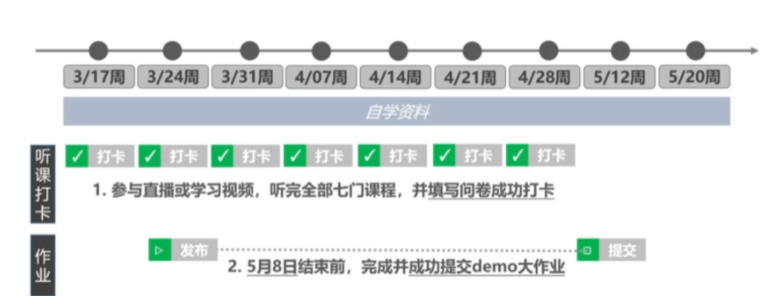 3/17周 3/24周 3/31周 4/07周 4/14周 4/21周 4/28周 5/12周 5/20周
自学资料
听课打卡
打卡 打卡 打卡 打卡 打卡 打卡 打卡
1. 参与直播或学习视频，听完全部七门课程，并填写问卷成功打卡
作业
发布 提交
2. 5月8日结束前，完成并成功提交demo大作业